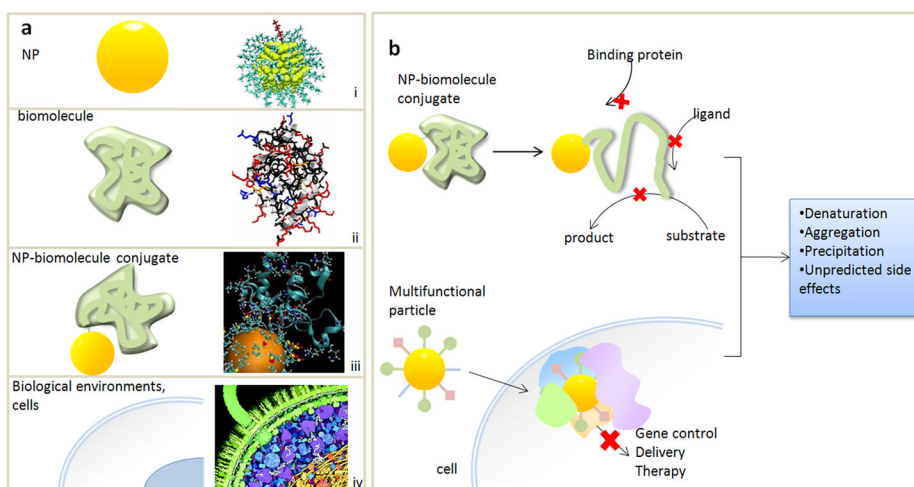 a
NP
i
biomolecule
ii
NP-biomolecule conjugate
iii
Biological environments,
cells
iv
b
NP-biomolecule
conjugate
Binding protein
ligand
product
substrate
•Denaturation
•Aggregation
•Precipitation
•Unpredicted side
effects
Multifunctional
particle
cell
Gene control
Delivery
Therapy